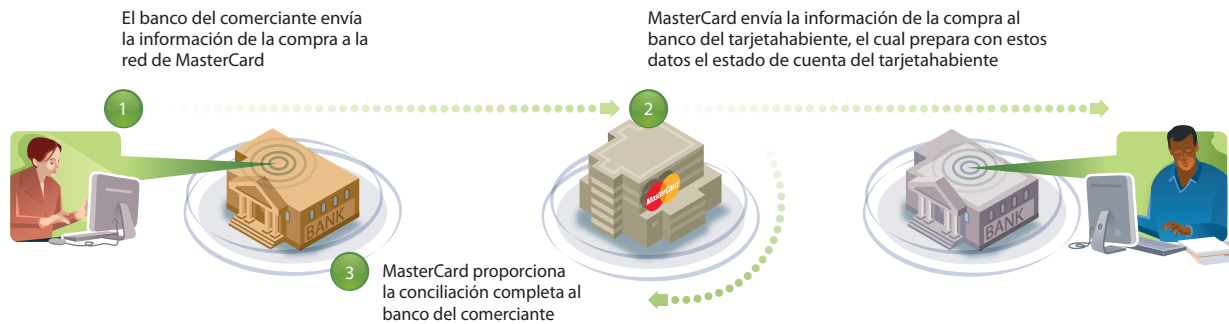 El banco del comerciante envía
la información de la compra a la
red de MasterCard
MasterCard envía la información de la compra al
banco del tarjetahabiente, el cual prepara con estos
datos el estado de cuenta del tarjetahabiente
1
2
BANK
MasterCard
BANK
3
MasterCard proporciona
la conciliación completa al
banco del comerciante